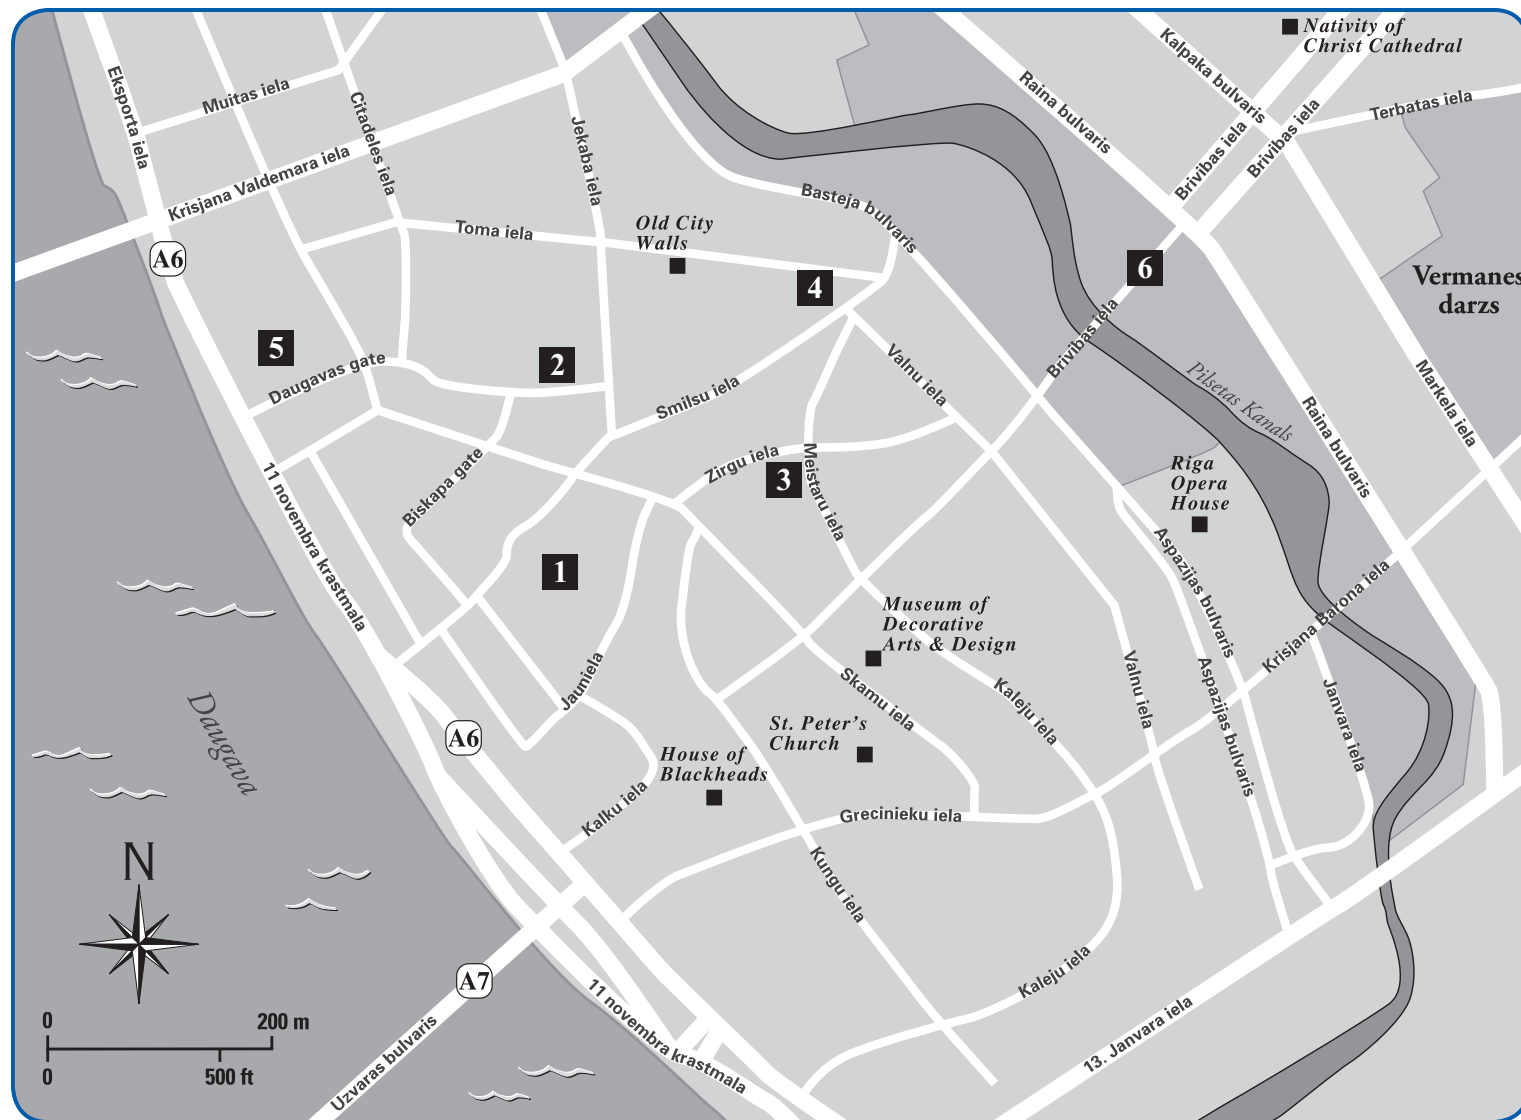 Nativity of
Christ Cathedral
Kalpaka bulvaris
Raina bulvaris
Brivibas iela
Brivibas iela
Terbatas iela
Eksporta iela
Muitas iela
Citadeles iela
Jekaba iela
Krisjana Valdemara iela
Basteja bulvaris
Toma iela
Old City
Walls
A6
4
6
Vermanes
darzs
5
2
Daugavas gate
Smilsu iela
Valnu iela
Brivibas iela
Pilsetas Kanals
Markela iela
Raina bulvaris
Zirgu iela
Meistaru iela
3
Riga
Opera
House
Biskapa gate
11 novembra krastmala
1
Aspazijas bulvaris
Krisjana Barona iela
Museum of
Decorative
Arts & Design
Jauniela
Skamu iela
Kaleju iela
Valnu iela
Aspazijas bulvaris
Janvara iela
Daugava
A6
St. Peter's
Church
House of
Blackheads
Kalku iela
Grecinieku iela
Kungu iela
N
A7
Kaleju iela
11 novembra krastmala
13. Janvara iela
Uzvaras bulvaris
0 200 m
0 500 ft